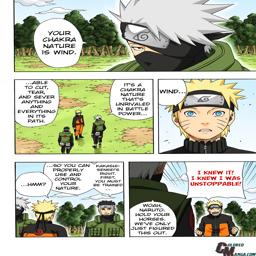 YOUR
CHAKRA
NATURE
IS WIND.
...ABLE
TO CUT,
TEAR,
AND SEVER
ANYTHING
AND
EVERYTHING
IN ITS
PATH.
IT'S A
CHAKRA
NATURE
THAT'S
UNRIVALED
IN BATTLE
POWER...
WIND...
...HMM?
...SO YOU CAN
PROPERLY
USE AND
CONTROL
YOUR
NATURE.
KAKASHI-
SENSEI'S
RIGHT.
FIRST,
YOU MUST
BE TRAINED
WOAH,
NARUTO.
HOLD YOUR
HORSES.
WE'VE ONLY
JUST FIGURED
THIS OUT.
I KNEW IT!
I KNEW I WAS
UNSTOPPABLE!
COLORED
MANGA.COM